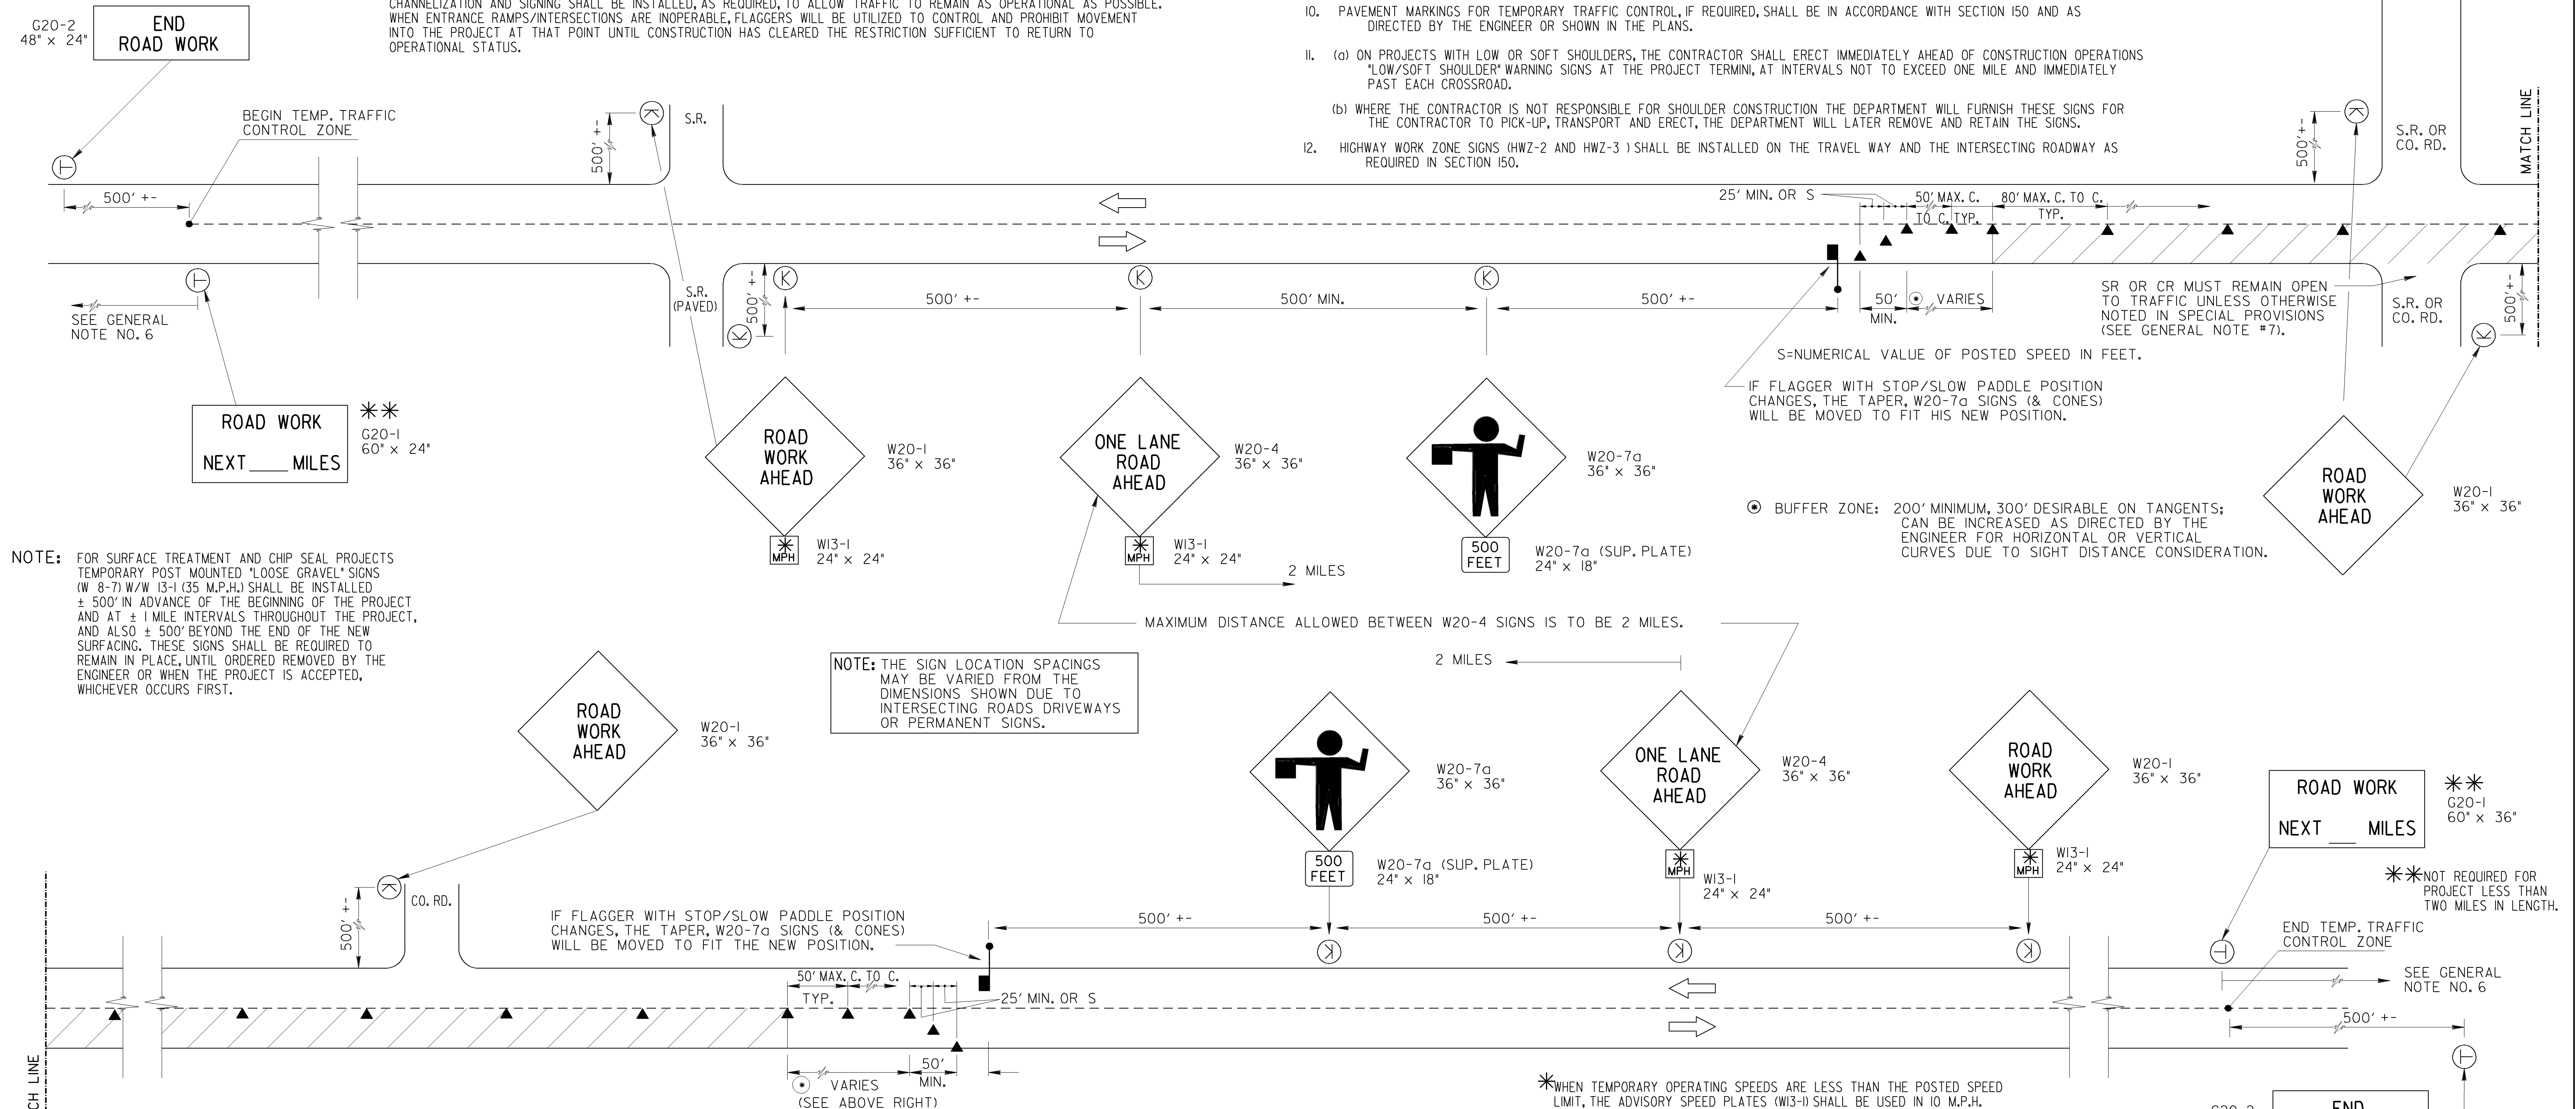 CHANNELIZATION AND SIGNING SHALL BE INSTALLED, AS REQUIRED, TO ALLOW TRAFFIC TO REMAIN AS OPERATIONAL AS POSSIBLE.
WHEN ENTRANCE RAMPS/INTERSECTIONS ARE INOPERABLE, FLAGGERS WILL BE UTILIZED TO CONTROL AND PROHIBIT MOVEMENT
INTO THE PROJECT AT THAT POINT UNTIL CONSTRUCTION HAS CLEARED THE RESTRICTION SUFFICIENT TO RETURN TO
OPERATIONAL STATUS.
10. PAVEMENT MARKINGS FOR TEMPORARY TRAFFIC CONTROL, IF REQUIRED, SHALL BE IN ACCORDANCE WITH SECTION 150 AND AS
DIRECTED BY THE ENGINEER OR SHOWN IN THE PLANS.
11. (a) ON PROJECTS WITH LOW OR SOFT SHOULDERS, THE CONTRACTOR SHALL ERECT IMMEDIATELY AHEAD OF CONSTRUCTION OPERATIONS
"LOW/SOFT SHOULDER" WARNING SIGNS AT THE PROJECT TERMINI, AT INTERVALS NOT TO EXCEED ONE MILE AND IMMEDIATELY
PAST EACH CROSSROAD.
(b) WHERE THE CONTRACTOR IS NOT RESPONSIBLE FOR SHOULDER CONSTRUCTION THE DEPARTMENT WILL FURNISH THESE SIGNS FOR
THE CONTRACTOR TO PICK-UP, TRANSPORT AND ERECT, THE DEPARTMENT WILL LATER REMOVE AND RETAIN THE SIGNS.
12. HIGHWAY WORK ZONE SIGNS (HWZ-2 AND HWZ-3 ) SHALL BE INSTALLED ON THE TRAVEL WAY AND THE INTERSECTING ROADWAY AS
REQUIRED IN SECTION 150.
G20-2
48" x 24"
END
ROAD WORK
BEGIN TEMP. TRAFFIC
CONTROL ZONE
T
500' +-
K
500' +-
S.R.
25' MIN. OR S
50' MAX. C.
TO C. TYP.
80' MAX. C. TO C.
TYP.
500' +-
K
S.R. OR
CO. RD.
MATCH LINE
T
SEE GENERAL
NOTE NO. 6
S.R.
(PAVED)
500' +-
K
K
500' +-
K
500' MIN.
K
500' +-
50'
MIN.
VARIES
SR OR CR MUST REMAIN OPEN
TO TRAFFIC UNLESS OTHERWISE
NOTED IN SPECIAL PROVISIONS
(SEE GENERAL NOTE #7).
S.R. OR
CO. RD.
500' +-
K
S=NUMERICAL VALUE OF POSTED SPEED IN FEET.
IF FLAGGER WITH STOP/SLOW PADDLE POSITION
CHANGES, THE TAPER, W20-7a SIGNS (& CONES)
WILL BE MOVED TO FIT HIS NEW POSITION.
ROAD WORK
NEXT ____ MILES
**
G20-1
60" x 24"
ROAD
WORK
AHEAD
W20-1
36" x 36"
*
MPH
W13-1
24" x 24"
ONE LANE
ROAD
AHEAD
W20-4
36" x 36"
*
MPH
W13-1
24" x 24"
2 MILES
W20-7a
36" x 36"
500
FEET
W20-7a (SUP. PLATE)
24" x 18"
ROAD
WORK
AHEAD
W20-1
36" x 36"
BUFFER ZONE: 200' MINIMUM, 300' DESIRABLE ON TANGENTS;
CAN BE INCREASED AS DIRECTED BY THE
ENGINEER FOR HORIZONTAL OR VERTICAL
CURVES DUE TO SIGHT DISTANCE CONSIDERATION.
NOTE: FOR SURFACE TREATMENT AND CHIP SEAL PROJECTS
TEMPORARY POST MOUNTED "LOOSE GRAVEL" SIGNS
(W 8-7) W/W 13-1 (35 M.P.H.) SHALL BE INSTALLED
± 500' IN ADVANCE OF THE BEGINNING OF THE PROJECT
AND AT ± 1 MILE INTERVALS THROUGHOUT THE PROJECT,
AND ALSO ± 500' BEYOND THE END OF THE NEW
SURFACING. THESE SIGNS SHALL BE REQUIRED TO
REMAIN IN PLACE, UNTIL ORDERED REMOVED BY THE
ENGINEER OR WHEN THE PROJECT IS ACCEPTED,
WHICHEVER OCCURS FIRST.
MAXIMUM DISTANCE ALLOWED BETWEEN W20-4 SIGNS IS TO BE 2 MILES.
2 MILES
NOTE: THE SIGN LOCATION SPACINGS
MAY BE VARIED FROM THE
DIMENSIONS SHOWN DUE TO
INTERSECTING ROADS DRIVEWAYS
OR PERMANENT SIGNS.
ROAD
WORK
AHEAD
W20-1
36" x 36"
W20-7a
36" x 36"
500
FEET
W20-7a (SUP. PLATE)
24" x 18"
ONE LANE
ROAD
AHEAD
W20-4
36" x 36"
*
MPH
W13-1
24" x 24"
ROAD
WORK
AHEAD
W20-1
36" x 36"
*
MPH
W13-1
24" x 24"
ROAD WORK
NEXT ___ MILES
**
G20-1
60" x 36"
**NOT REQUIRED FOR
PROJECT LESS THAN
TWO MILES IN LENGTH.
END TEMP. TRAFFIC
CONTROL ZONE
K
500' +-
CO. RD.
IF FLAGGER WITH STOP/SLOW PADDLE POSITION
CHANGES, THE TAPER, W20-7a SIGNS (& CONES)
WILL BE MOVED TO FIT THE NEW POSITION.
500' +-
500' +-
500' +-
K
K
K
T
SEE GENERAL
NOTE NO. 6
50' MAX. C. TO C.
TYP.
25' MIN. OR S
500' +-
T
50'
MIN.
VARIES
(SEE ABOVE RIGHT)
CH LINE
*WHEN TEMPORARY OPERATING SPEEDS ARE LESS THAN THE POSTED SPEED
LIMIT, THE ADVISORY SPEED PLATES (W13-1) SHALL BE USED IN 10 M.P.H.
END